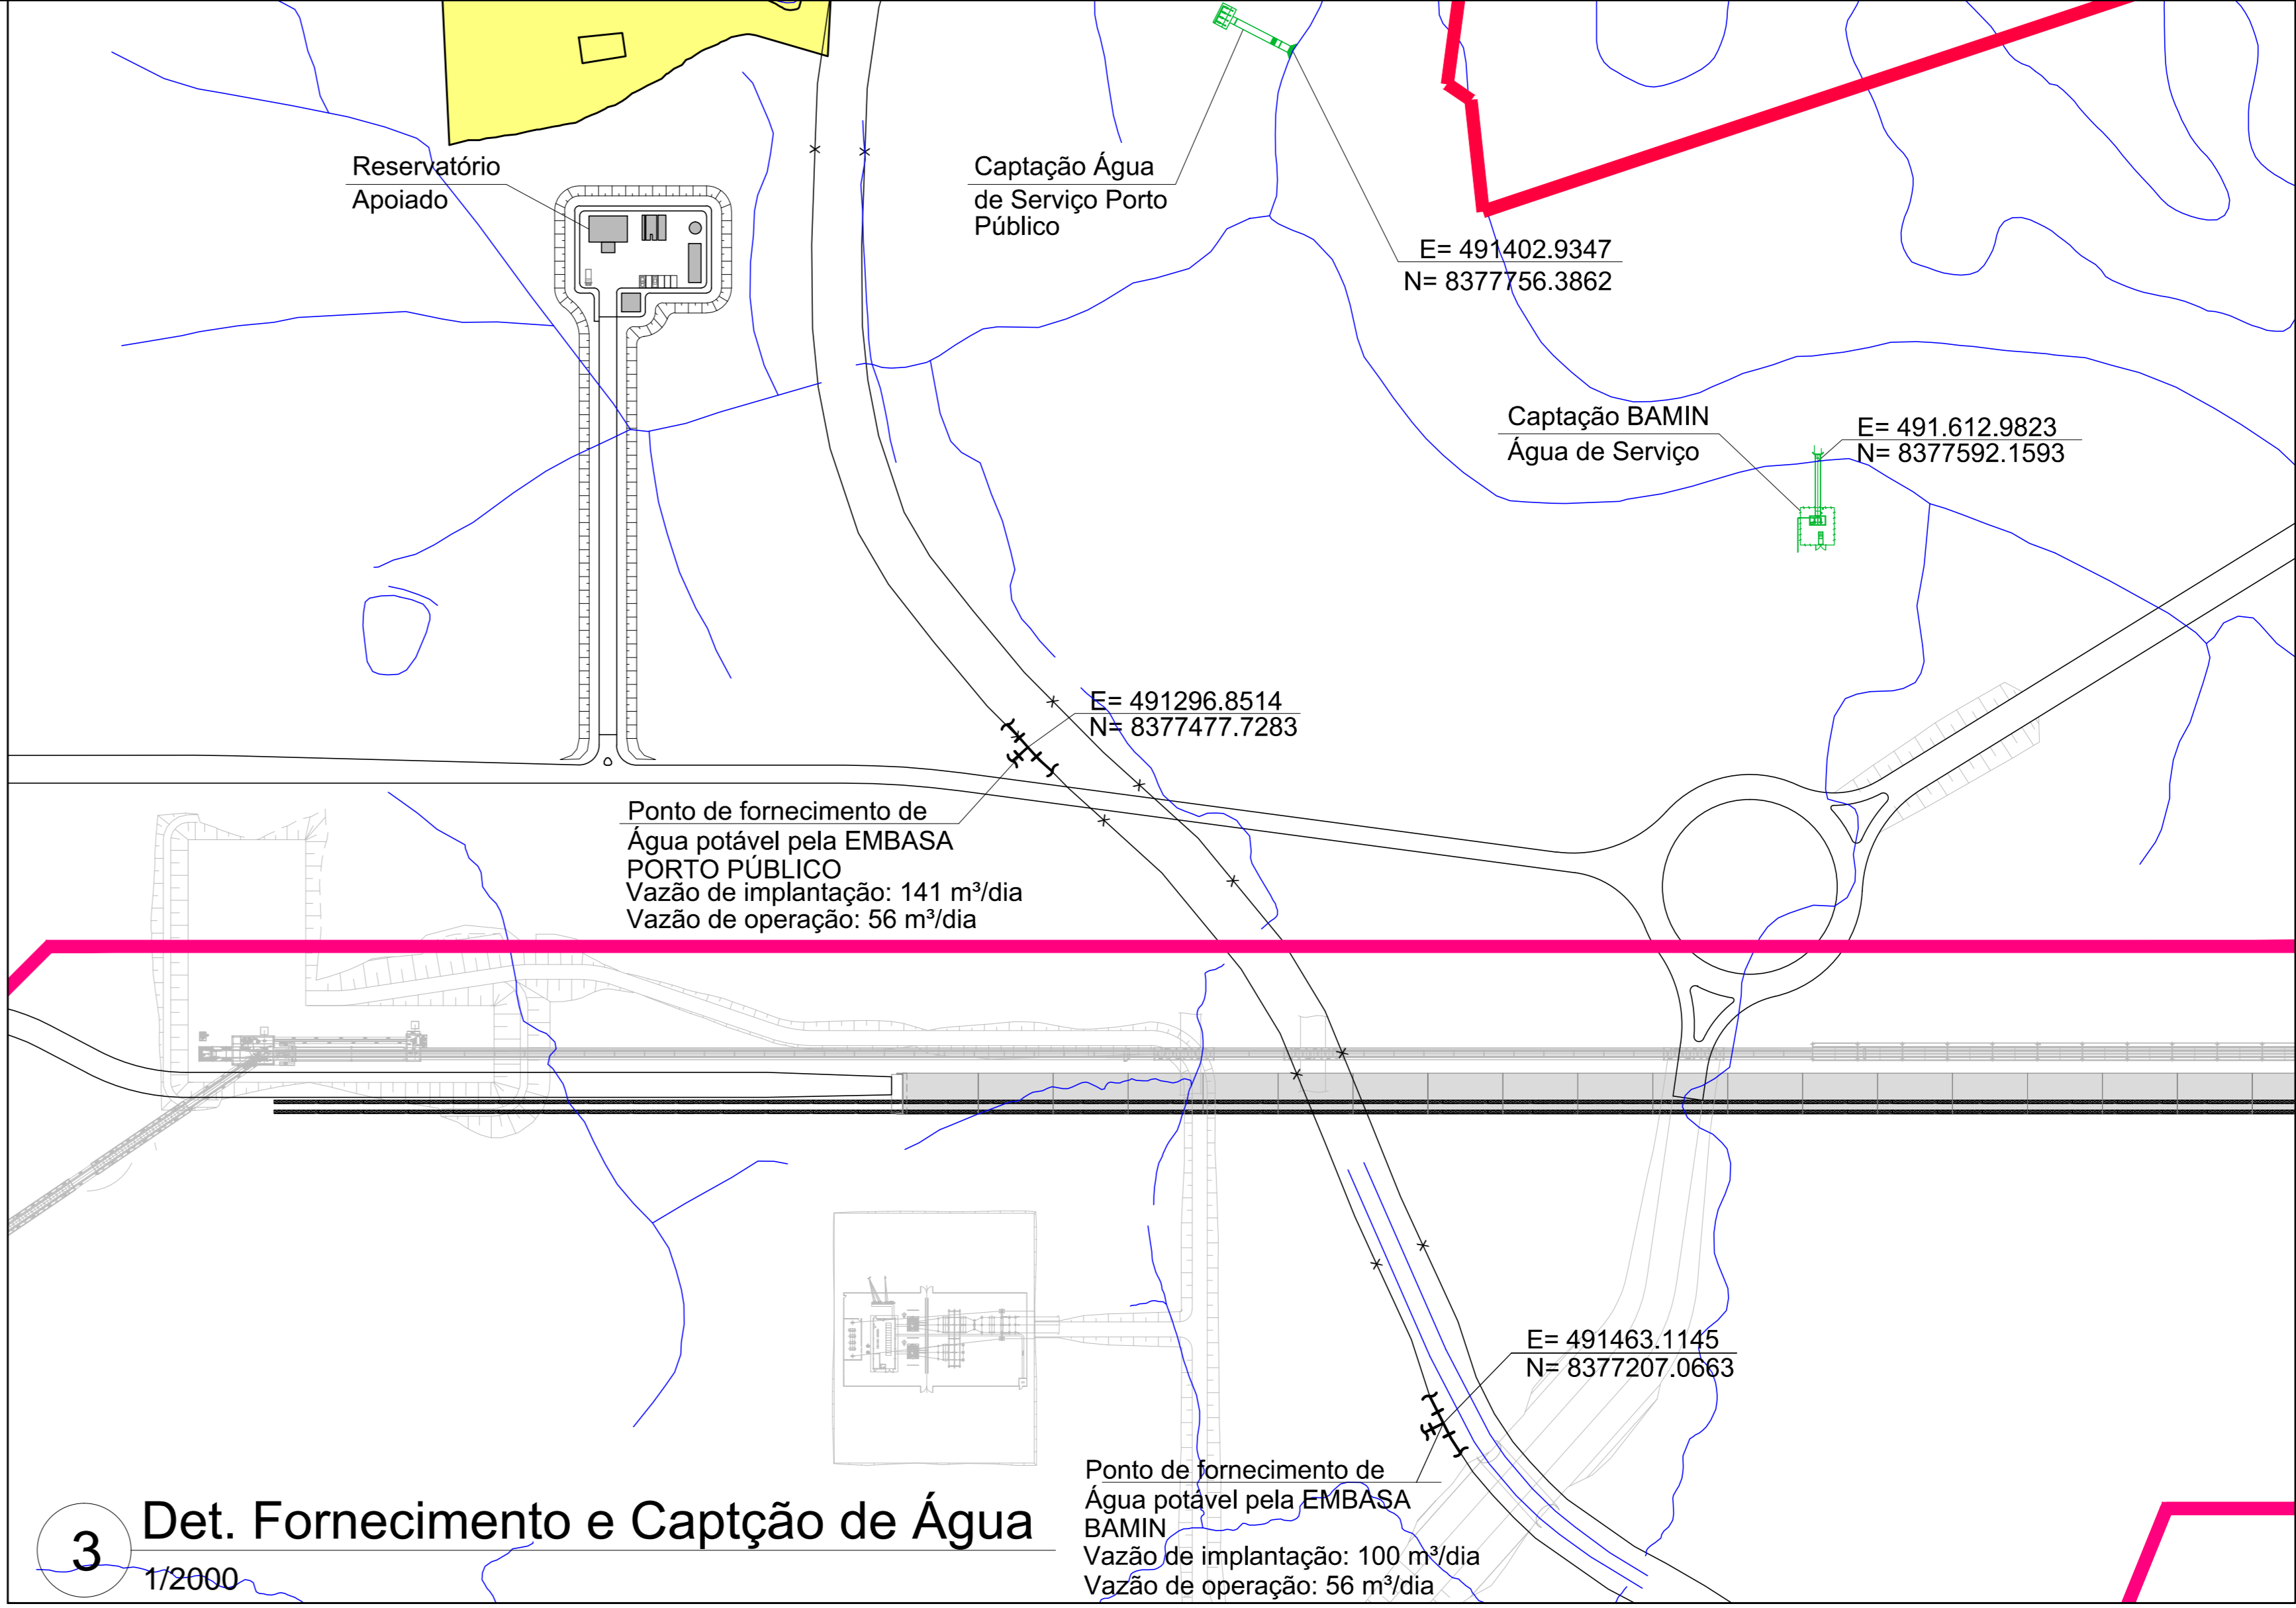 Reservatório
Apoiado
Captação Água
de Serviço Porto
Público
E= 491402.9347
N= 8377756.3862
Captação BAMIN
Água de Serviço
E= 491.612.9823
N= 8377592.1593
E= 491296.8514
N= 8377477.7283
Ponto de fornecimento de
Água potável pela EMBASA
PORTO PÚBLICO
Vazão de implantação: 141 m³/dia
Vazão de operação: 56 m³/dia
E= 491463.1145
N= 8377207.0663
Ponto de fornecimento de
Água potável pela EMBASA
BAMIN
Vazão de implantação: 100 m³/dia
Vazão de operação: 56 m³/dia
3
Det. Fornecimento e Captção de Água
1/2000